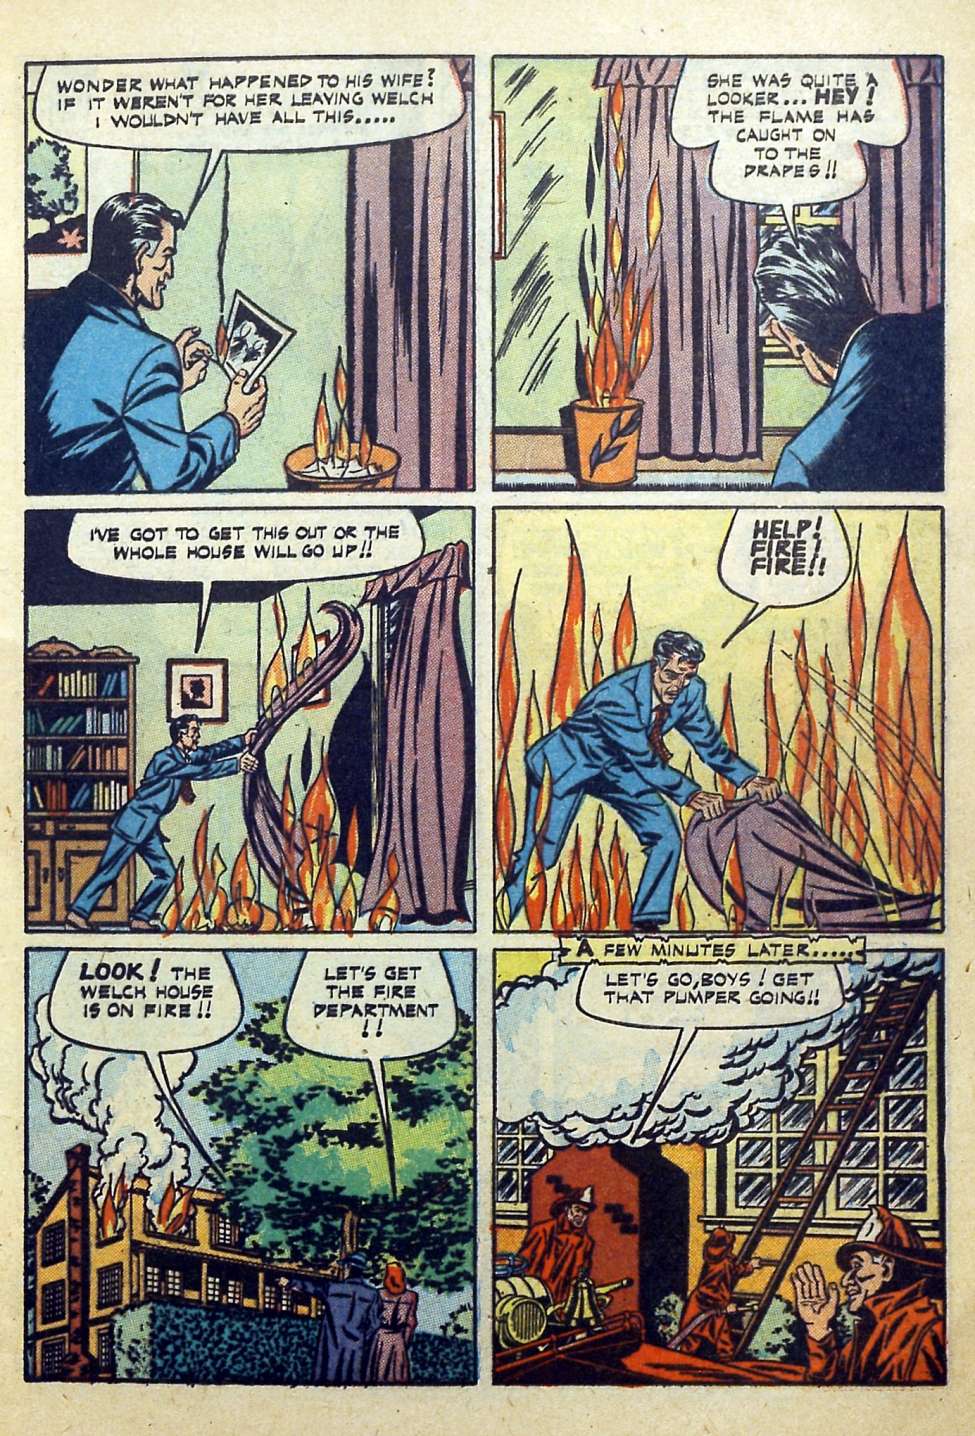 WONDER WHAT HAPPENED TO HIS WIFE?
IF IT WEREN'T FOR HER LEAVING WELCH
I WOULDN'T HAVE ALL THIS.....
SHE WAS QUITE A
LOOKER... HEY!
THE FLAME HAS
CAUGHT ON
TO THE
DRAPES!!
I'VE GOT TO GET THIS OUT OR THE
WHOLE HOUSE WILL GO UP!!
HELP!
FIRE!
FIRE!!
LOOK! THE
WELCH HOUSE
IS ON FIRE!!
LET'S GET
THE FIRE
DEPARTMENT
!!
A FEW MINUTES LATER.....
LET'S GO, BOYS! GET
THAT PUMPER GOING!!